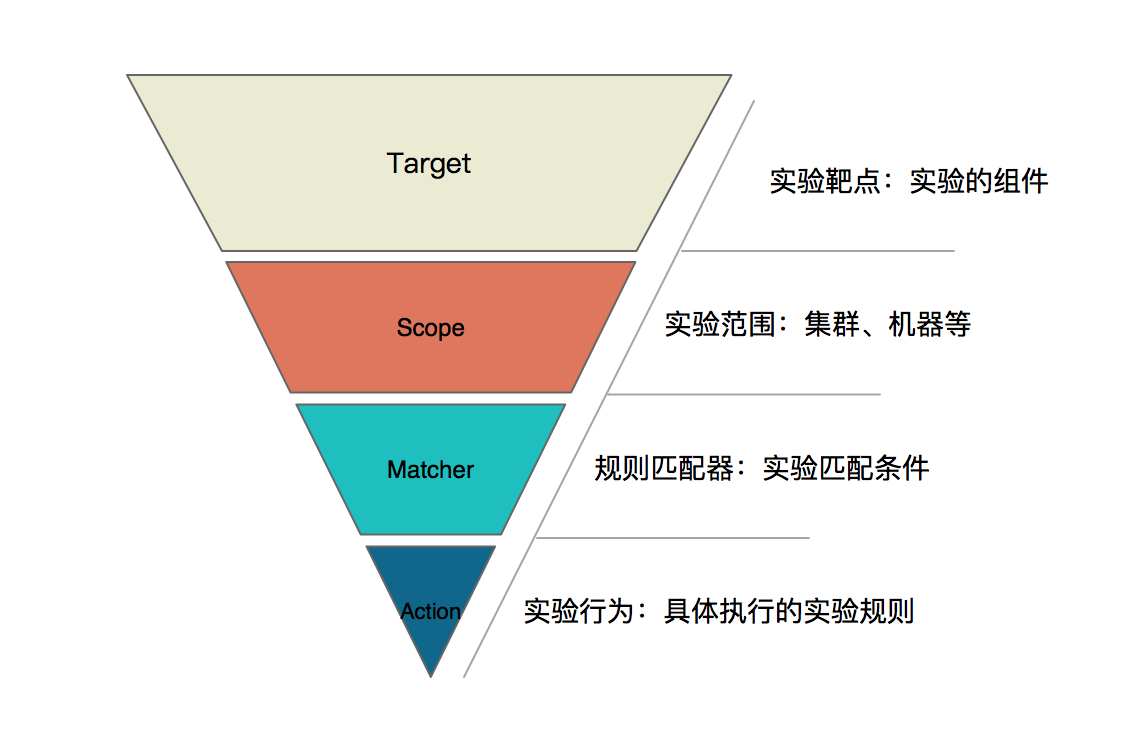 Target
实验靶点：实验的组件
Scope
实验范围：集群、机器等
Matcher
规则匹配器：实验匹配条件
Action
实验行为：具体执行的实验规则